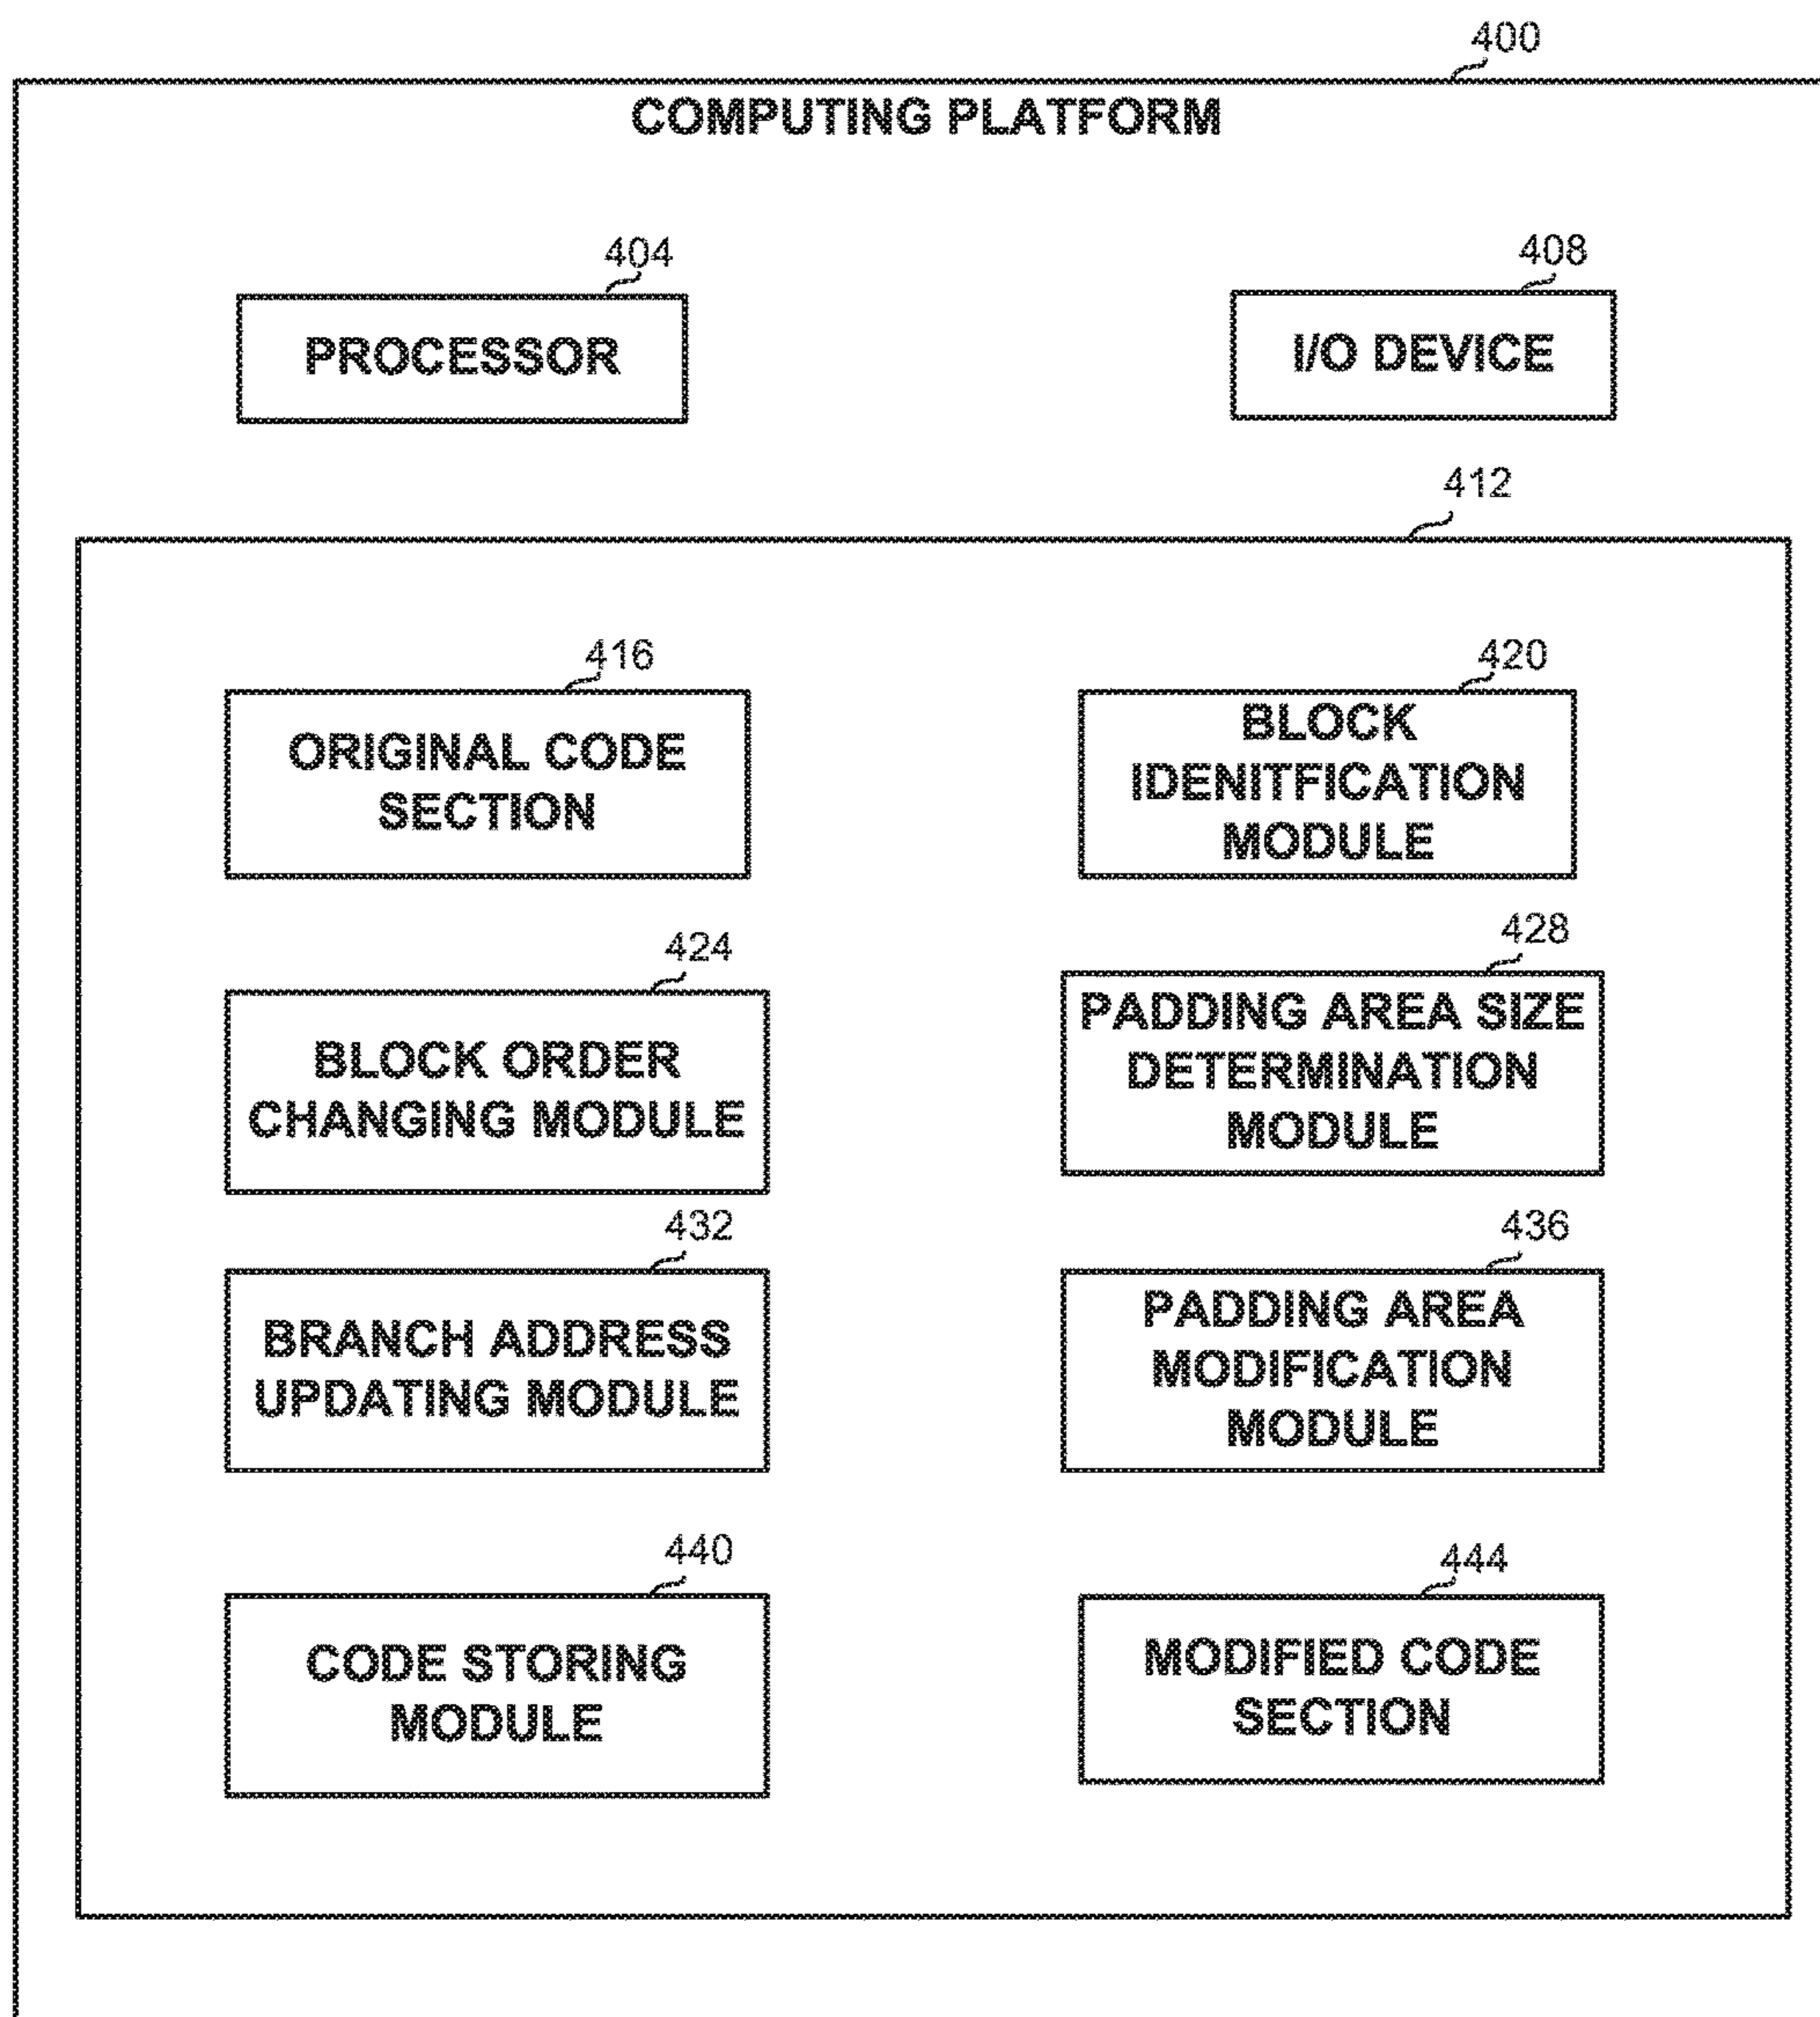 400
COMPUTING PLATFORM
404
PROCESSOR
408
I/O DEVICE
412
416
ORIGINAL CODE
SECTION
420
BLOCK
IDENITFICATION
MODULE
424
BLOCK ORDER
CHANGING MODULE
428
PADDING AREA SIZE
DETERMINATION
MODULE
432
BRANCH ADDRESS
UPDATING MODULE
436
PADDING AREA
MODIFICATION
MODULE
440
CODE STORING
MODULE
444
MODIFIED CODE
SECTION